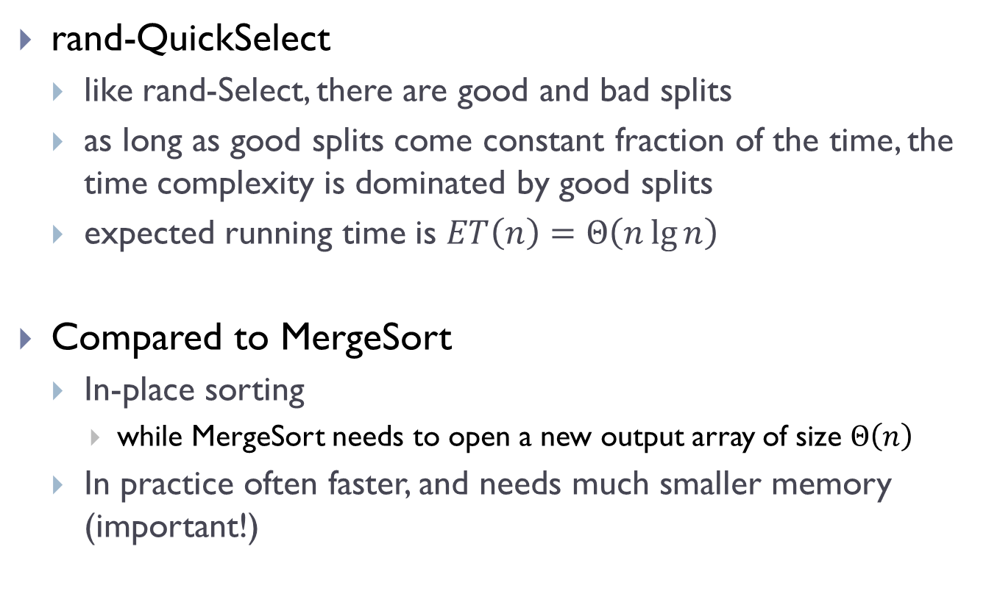 rand-QuickSelect
like rand-Select, there are good and bad splits
as long as good splits come constant fraction of the time, the
time complexity is dominated by good splits
expected running time is ET(n) = Θ(n lg n)
Compared to MergeSort
In-place sorting
while MergeSort needs to open a new output array of size Θ(n)
In practice often faster, and needs much smaller memory
(important!)